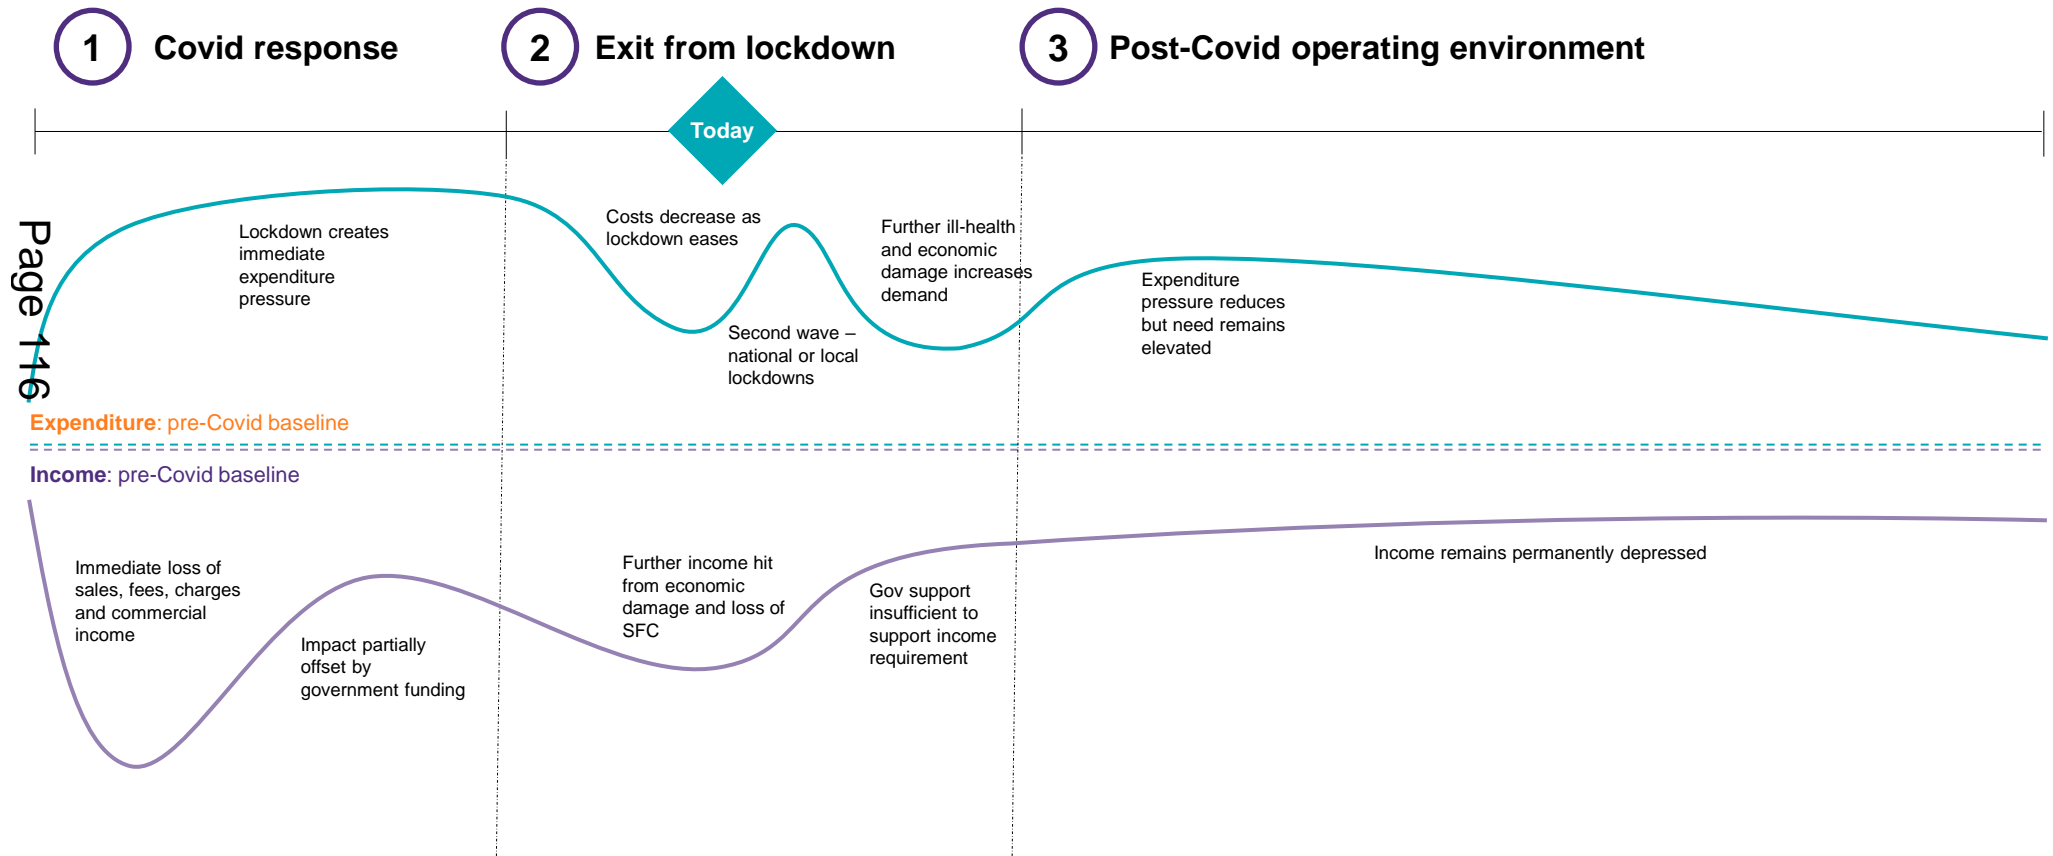 1
Covid response
2
Exit from lockdown
3
Post-Covid operating environment
Today
Page 116
Lockdown creates
immediate
expenditure
pressure
Costs decrease as
lockdown eases
Second wave –
national or local
lockdowns
Further ill-health
and economic
damage increases
demand
Expenditure
pressure reduces
but need remains
elevated
Expenditure: pre-Covid baseline
Income: pre-Covid baseline
Immediate loss of
sales, fees, charges
and commercial
income
Impact partially
offset by
government funding
Further income hit
from economic
damage and loss of
SFC
Gov support
insufficient to
support income
requirement
Income remains permanently depressed